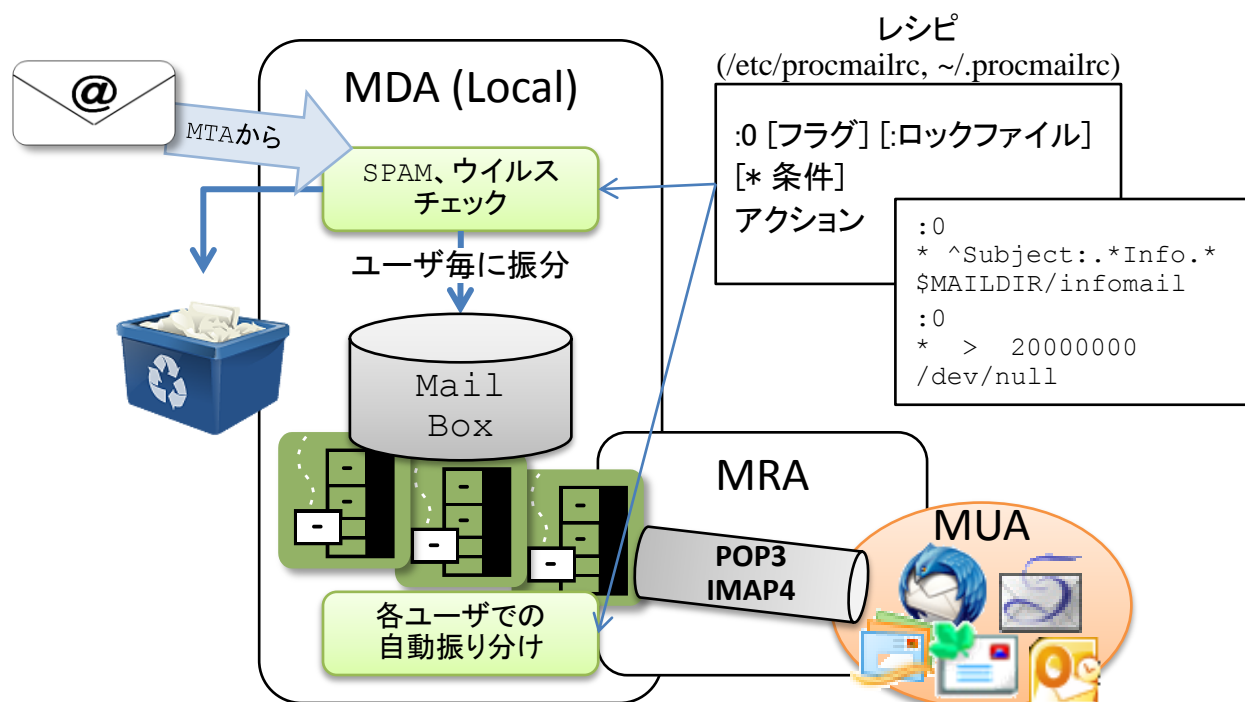 レシピ
(/etc/procmailrc, ~/.procmailrc)
@
MTAから
MDA (Local)
SPAM、ウイルス
チェック
ユーザ毎に振分
Mail
Box
各ユーザでの
自動振り分け
:0 [フラグ] [:ロックファイル]
[* 条件]
アクション
:0
* ^Subject:.*Info.*
$MAILDIR/infomail
:0
* > 20000000
/dev/null
MRA
POP3
IMAP4
MUA